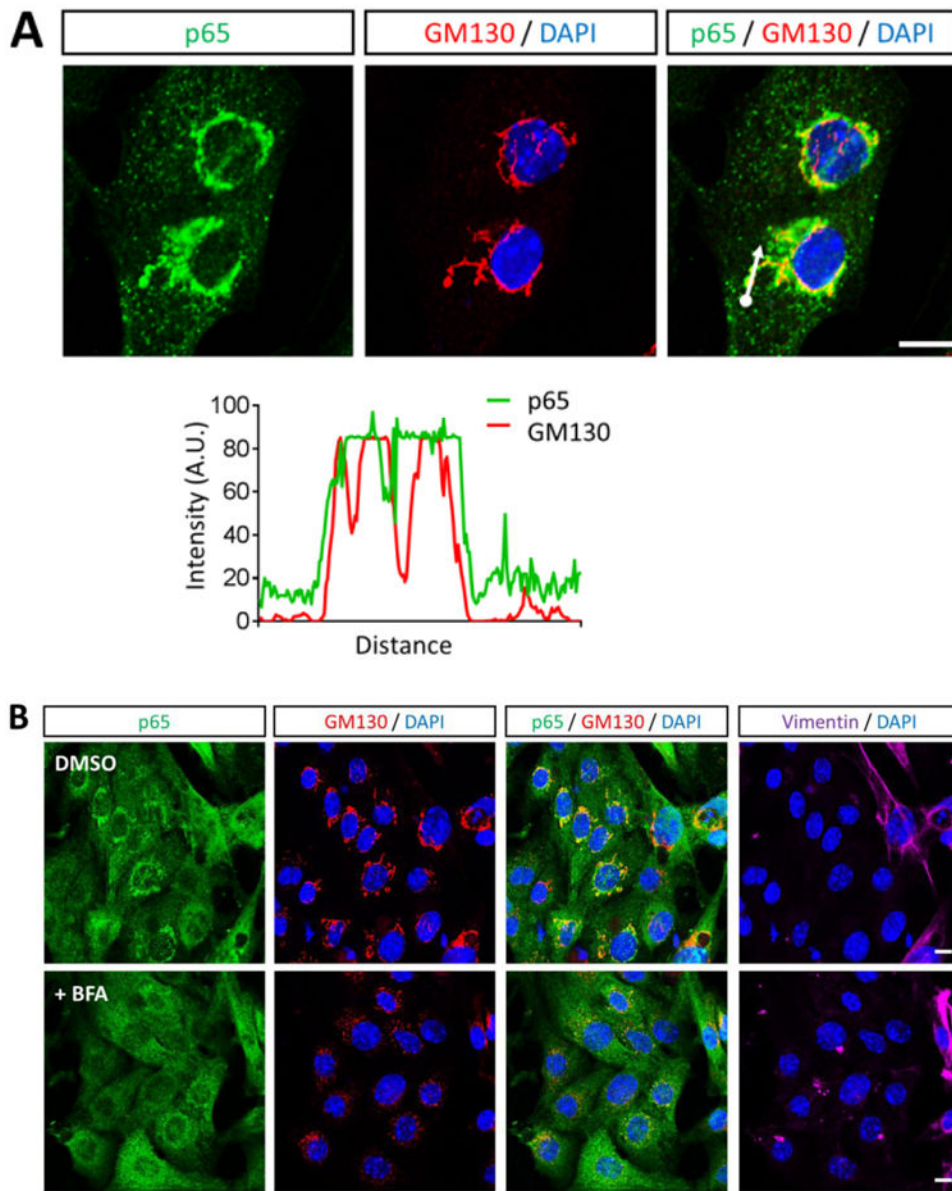 A
p65
GM130 / DAPI
p65 / GM130 / DAPI
100
80
60
40
20
0
Intensity (A.U.)
Distance
p65
GM130
B
p65
GM130 / DAPI
p65 / GM130 / DAPI
Vimentin / DAPI
DMSO
+ BFA